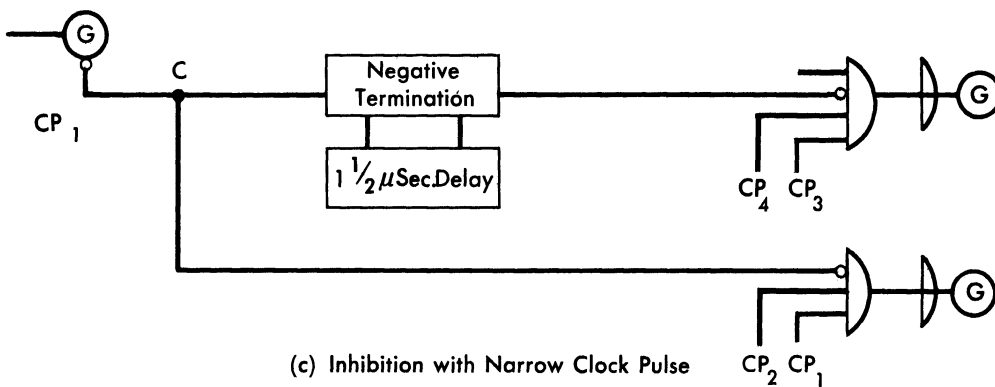 G
C
CP 1
Negative
Termination
1 1/2 μSec.Delay
CP4
CP3
G
CP2
CP1
G
(c) Inhibition with Narrow Clock Pulse